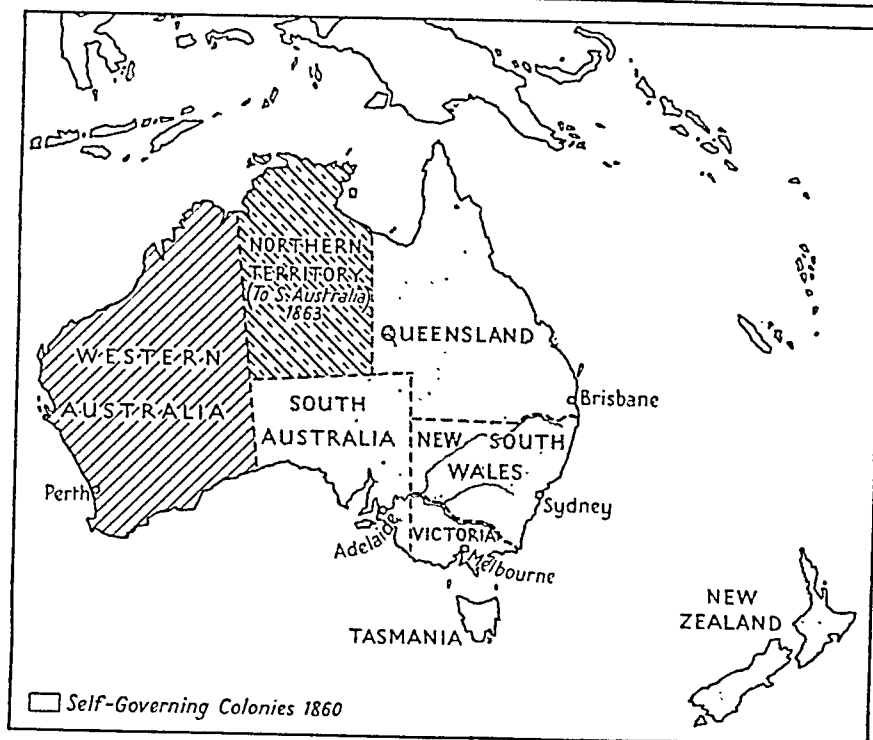 NORTHERN
TERRITORY
(To S. Australia)
1863
WESTERN
AUSTRALIA
QUEENSLAND
SOUTH
AUSTRALIA
NEW SOUTH
WALES
Brisbane
Perth
Sydney
Adelaide
VICTORIA
Melbourne
TASMANIA
NEW
ZEALAND
Self-Governing Colonies 1860